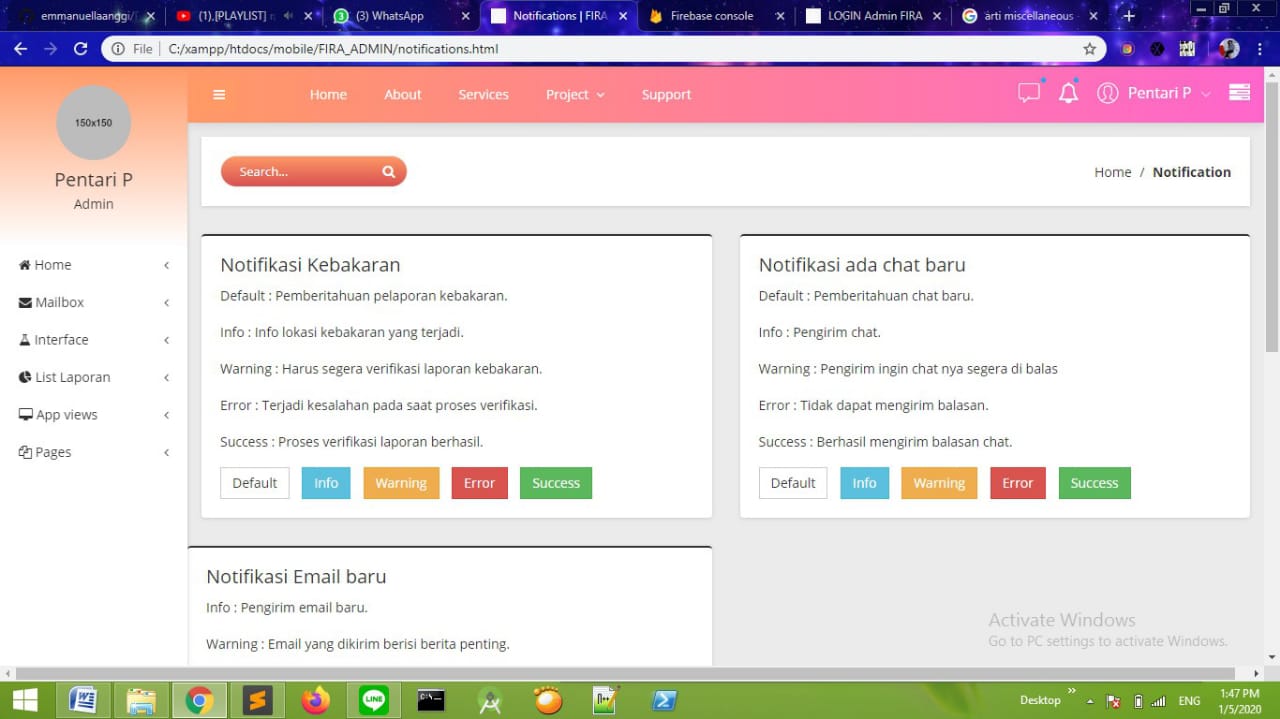 emmanuellaanggi/
(1) [PLAYLIST]
(3) WhatsApp
Notifications | FIRA
Firebase console
LOGIN Admin FIRA
arti miscellaneous
File
C:/xampp/htdocs/mobile/FIRA_ADMIN/notifications.html
150x150
Pentari P
Admin
Home
Mailbox
Interface
List Laporan
App views
Pages
Home About Services Project Support
Pentari P
Search...
Home / Notification
Notifikasi Kebakaran
Default : Pemberitahuan pelaporan kebakaran.
Info : Info lokasi kebakaran yang terjadi.
Warning : Harus segera verifikasi laporan kebakaran.
Error : Terjadi kesalahan pada saat proses verifikasi.
Success : Proses verifikasi laporan berhasil.
Default Info Warning Error Success
Notifikasi ada chat baru
Default : Pemberitahuan chat baru.
Info : Pengirim chat.
Warning : Pengirim ingin chat nya segera di balas
Error : Tidak dapat mengirim balasan.
Success : Berhasil mengirim balasan chat.
Default Info Warning Error Success
Notifikasi Email baru
Info : Pengirim email baru.
Warning : Email yang dikirim berisi berita penting.
Activate Windows
Go to PC settings to activate Windows.
LINE
Desktop
ENG
1:47 PM
1/5/2020